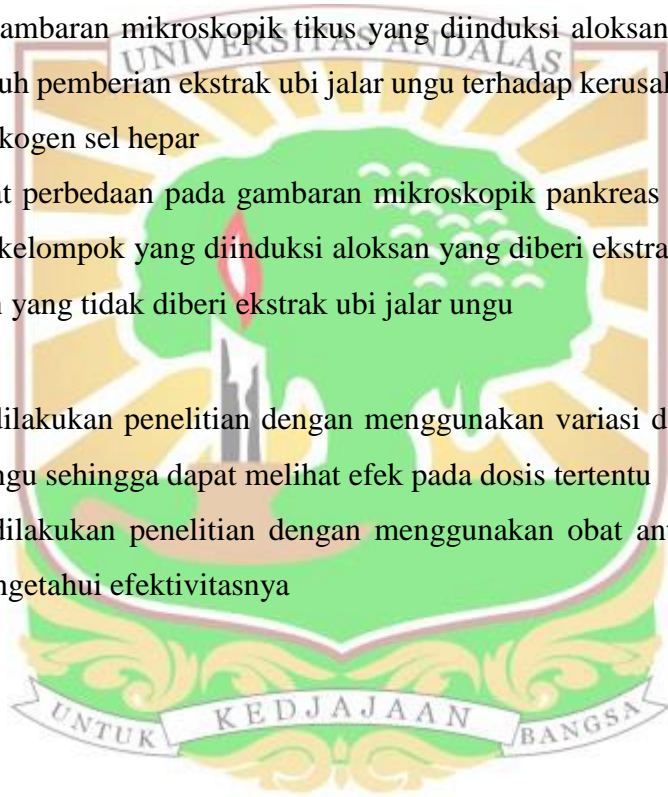 ambaran mikroskopik tikus yang diinduksi aloksan
UNIVERSITAS ANDALAS
uh pemberian ekstrak ubi jalar ungu terhadap kerusak
kogen sel hepar
at perbedaan pada gambaran mikroskopik pankreas
kelompok yang diinduksi aloksan yang diberi ekstra
yang tidak diberi ekstrak ubi jalar ungu
dilakukan penelitian dengan menggunakan variasi d
ngu sehingga dapat melihat efek pada dosis tertentu
dilakukan penelitian dengan menggunakan obat an
ngetahui efektivitasnya
UNTUK KEDJAJAAN BANGSA